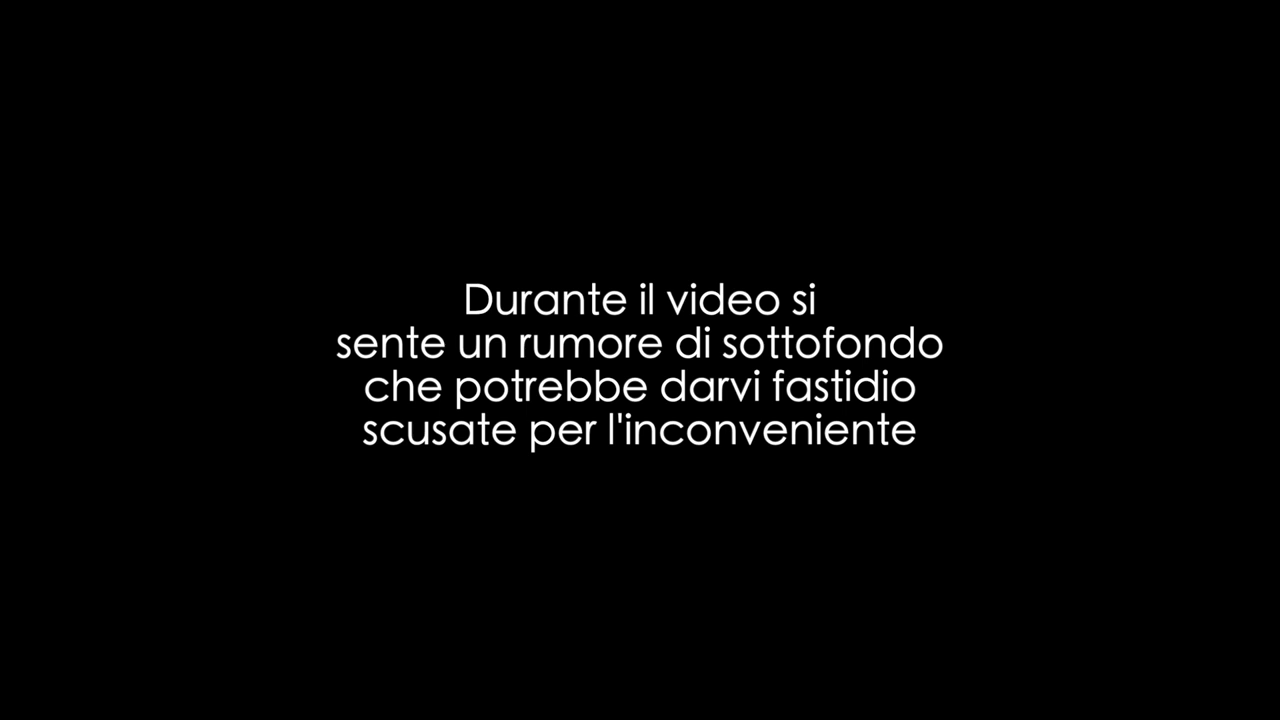 Durante il video si
sente un rumore di sottofondo
che potrebbe darvi fastidio
scusate per l'inconveniente